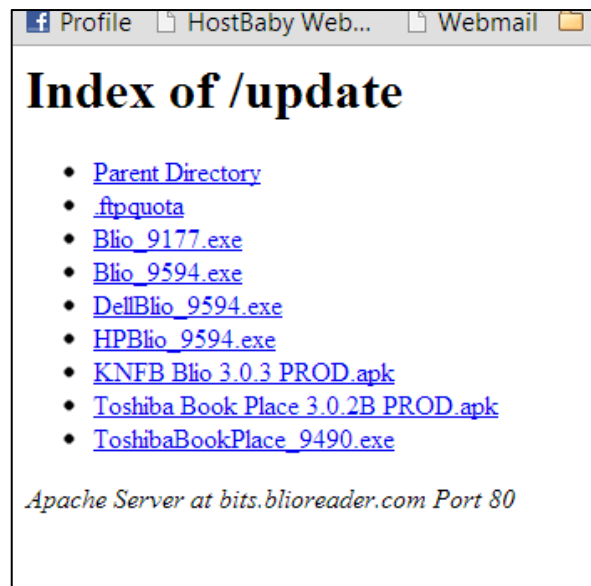 Profile HostBaby Web... Webmail
Index of /update
Parent Directory
.ftpquota
Blio_9177.exe
Blio_9594.exe
DellBlio_9594.exe
HPBlio_9594.exe
KNFB Blio 3.0.3 PROD.apk
Toshiba Book Place 3.0.2B PROD.apk
ToshibaBookPlace_9490.exe
Apache Server at bits.blioreader.com Port 80